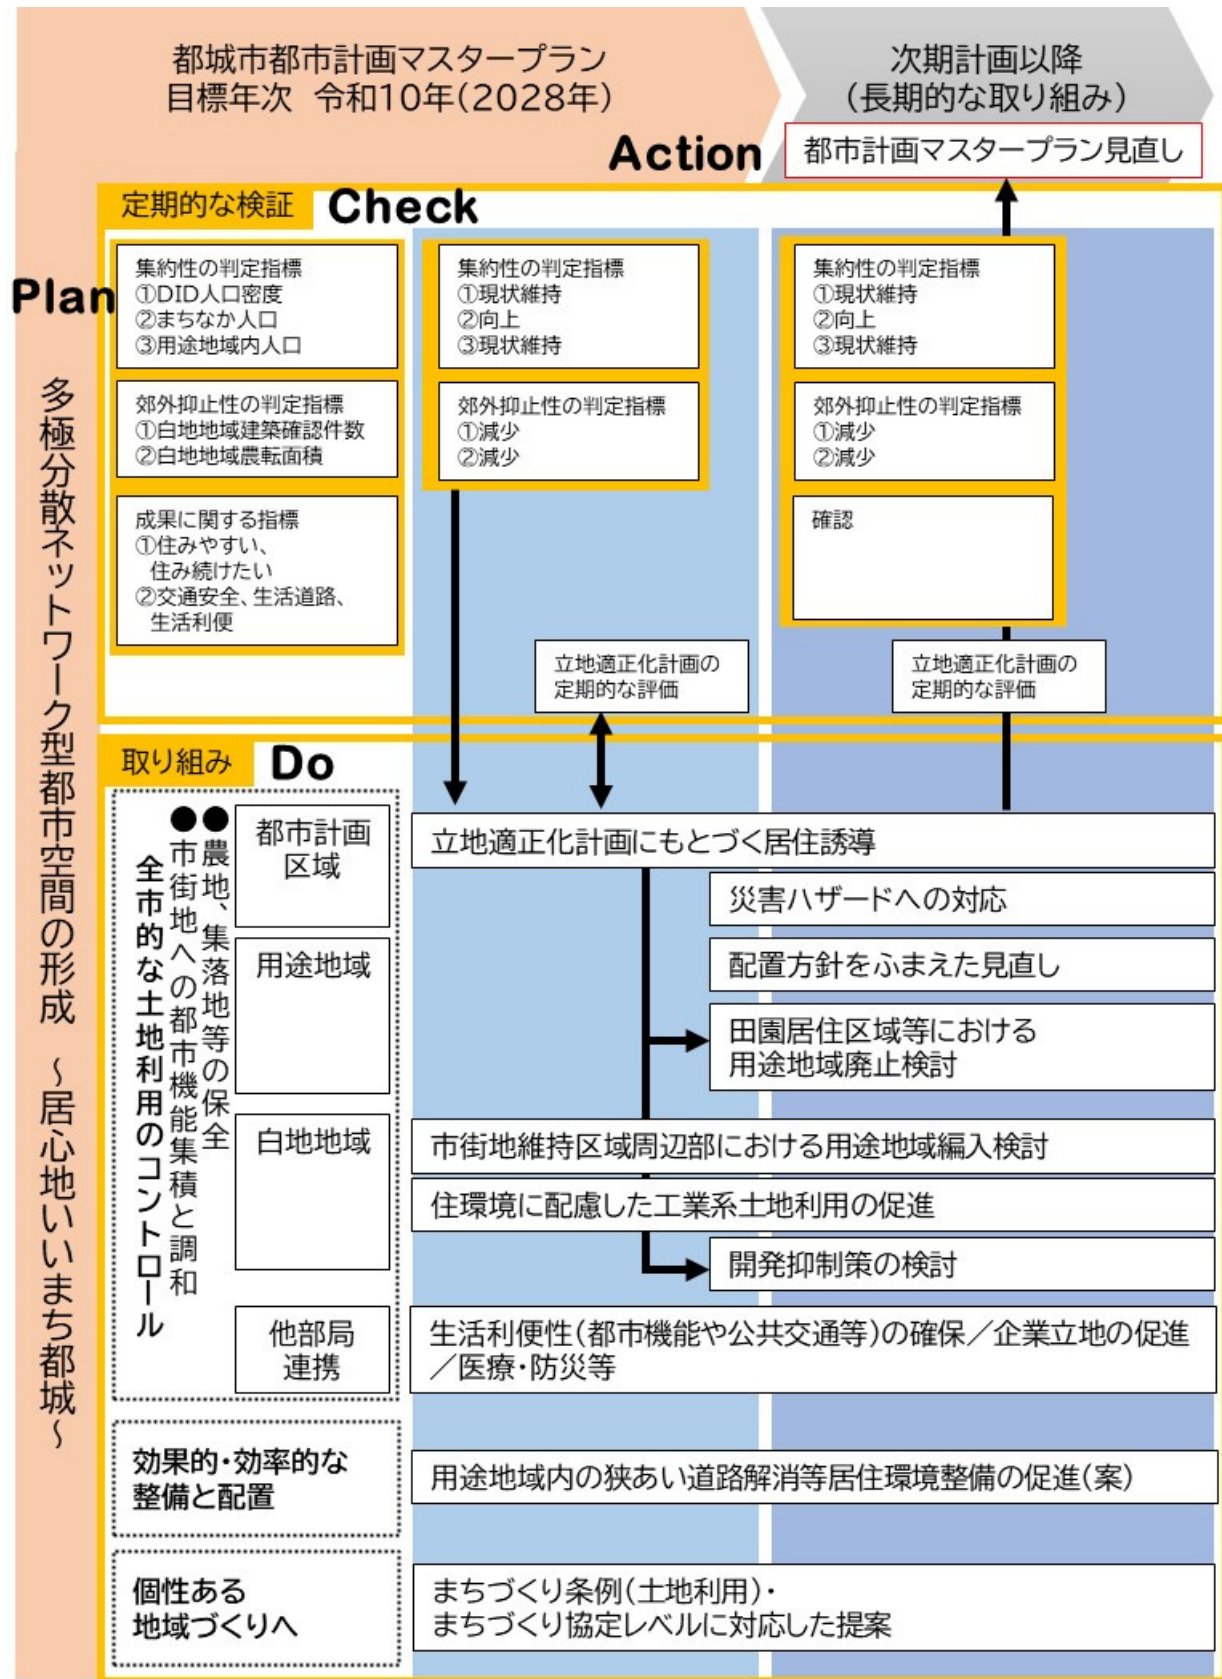 都城市都市計画マスタープラン
目標年次 令和10年(2028年)
次期計画以降
(長期的な取り組み)
Action
都市計画マスタープラン見直し
定期的な検証
Check
Plan
多極分散ネットワーク型都市空間の形成 ～居心地いいまち都城～
集約性の判定指標
①DID人口密度
②まちなか人口
③用途地域内人口
郊外抑止性の判定指標
①白地地域建築確認件数
②白地地域農転面積
成果に関する指標
①住みやすい、
住み続けたい
②交通安全、生活道路、
生活利便
集約性の判定指標
①現状維持
②向上
③現状維持
郊外抑止性の判定指標
①減少
②減少
集約性の判定指標
①現状維持
②向上
③現状維持
郊外抑止性の判定指標
①減少
②減少
確認
立地適正化計画の
定期的な評価
立地適正化計画の
定期的な評価
取り組み
Do
●農地、集落地等の保全
●市街地への都市機能集積と調和
全市的な土地利用のコントロール
都市計画
区域
用途地域
白地地域
他部局
連携
立地適正化計画にもとづく居住誘導
災害ハザードへの対応
配置方針をふまえた見直し
田園居住区域等における
用途地域廃止検討
市街地維持区域周辺部における用途地域編入検討
住環境に配慮した工業系土地利用の促進
開発抑制策の検討
生活利便性(都市機能や公共交通等)の確保／企業立地の促進
／医療・防災等
効果的・効率的な
整備と配置
用途地域内の狭あい道路解消等居住環境整備の促進(案)
個性ある
地域づくりへ
まちづくり条例(土地利用)・
まちづくり協定レベルに対応した提案